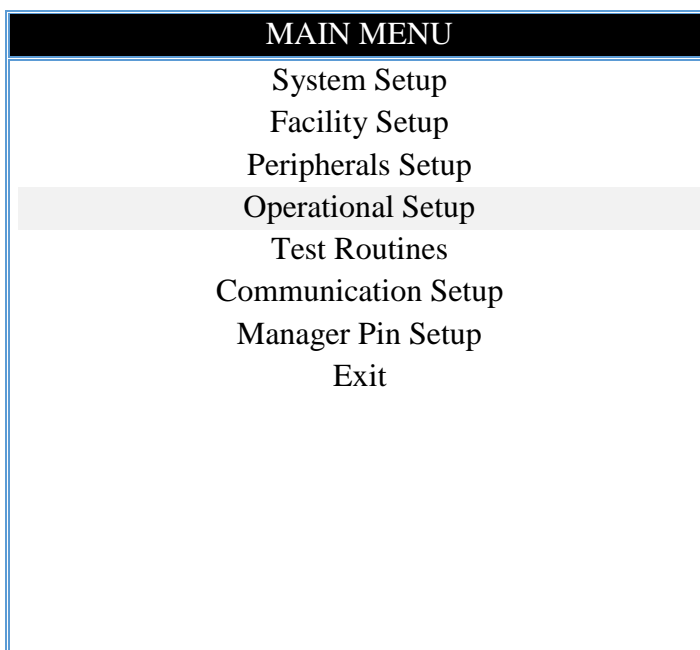 MAIN MENU
System Setup
Facility Setup
Peripherals Setup
Operational Setup
Test Routines
Communication Setup
Manager Pin Setup
Exit